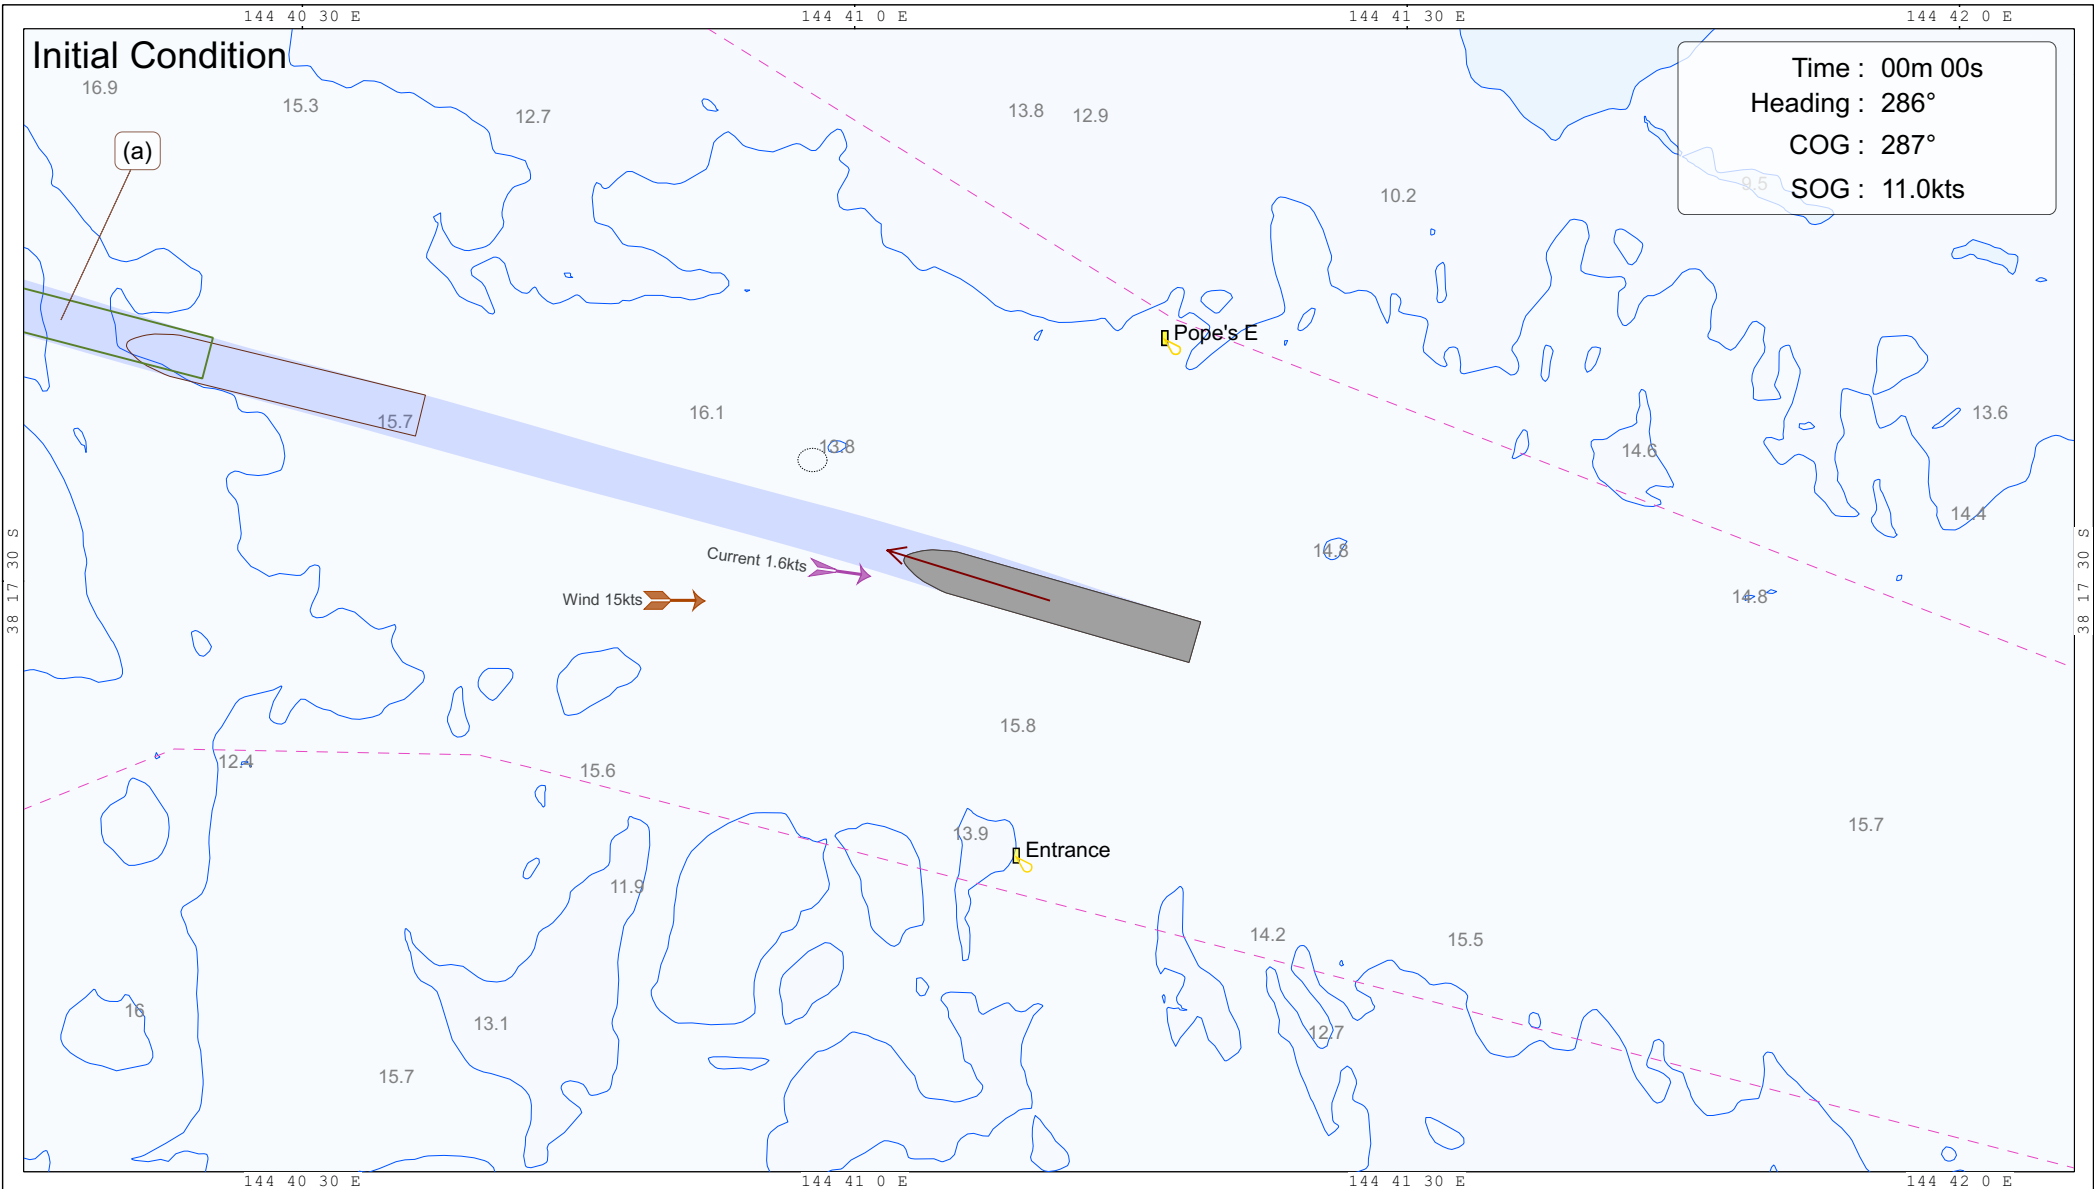 144 40 30 E
144 41 0 E
144 41 30 E
144 42 0 E
Initial Condition
Time : 00m 00s
Heading : 286°
COG : 287°
SOG : 11.0kts
16.9
15.3
12.7
13.8
12.9
(a)
9.5
10.2
Pope's E
15.7
16.1
13.8
14.6
13.6
14.4
38 17 30 S
Current 1.6kts
14.8
Wind 15kts
14.8
38 17 30 S
15.8
12.4
15.6
13.9
Entrance
15.7
11.9
14.2
15.5
16
13.1
12.7
15.7
144 40 30 E
144 41 0 E
144 41 30 E
144 42 0 E